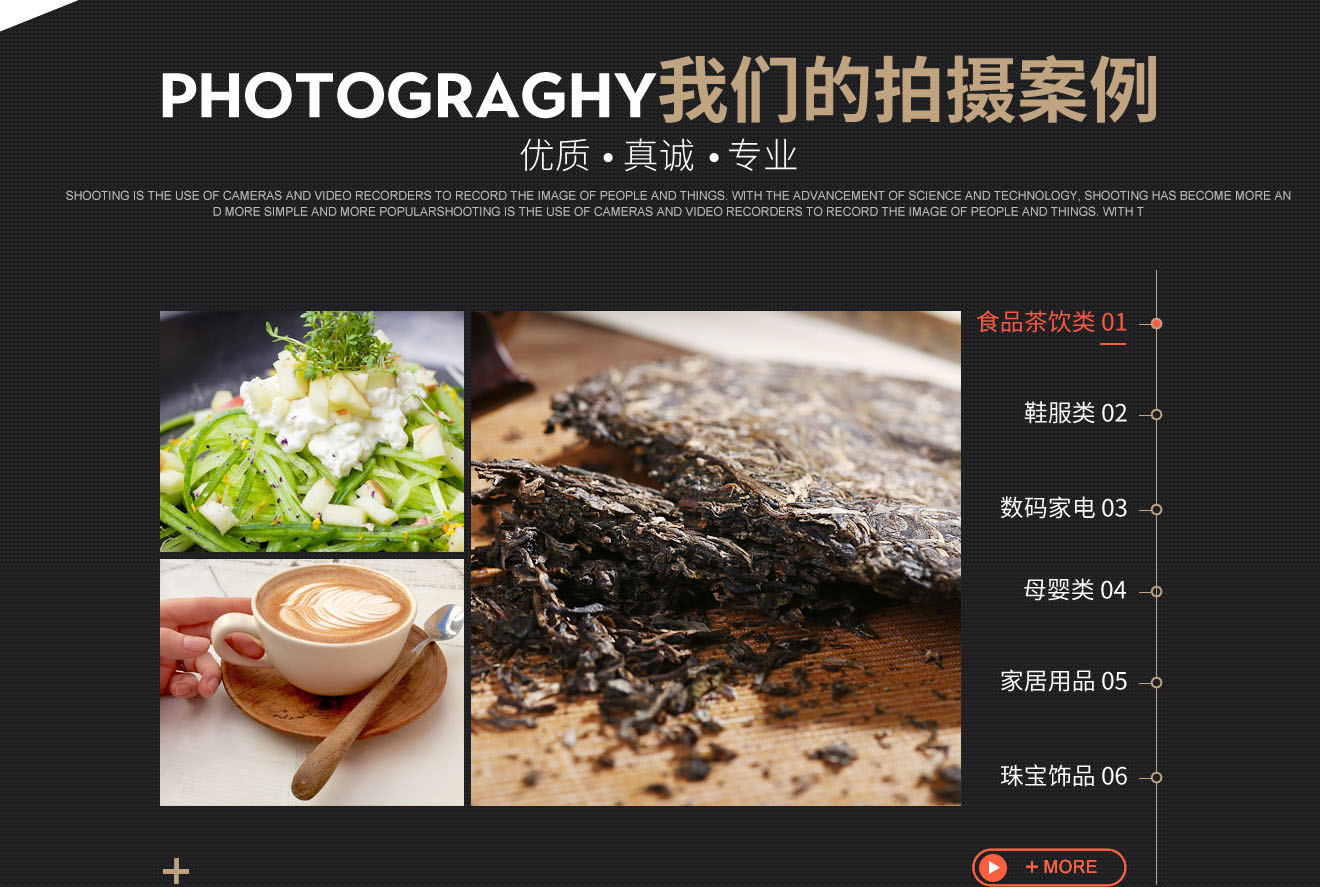 PHOTOGRAGHY我们的拍摄案例
优质 • 真诚 • 专业
SHOOTING IS THE USE OF CAMERAS AND VIDEO RECORDERS TO RECORD THE IMAGE OF PEOPLE AND THINGS. WITH THE ADVANCEMENT OF SCIENCE AND TECHNOLOGY, SHOOTING HAS BECOME MORE AN
D MORE SIMPLE AND MORE POPULARSHOOTING IS THE USE OF CAMERAS AND VIDEO RECORDERS TO RECORD THE IMAGE OF PEOPLE AND THINGS. WITH T
食品茶饮类 01
鞋服类 02
数码家电 03
母婴类 04
家居用品 05
珠宝饰品 06
+ MORE